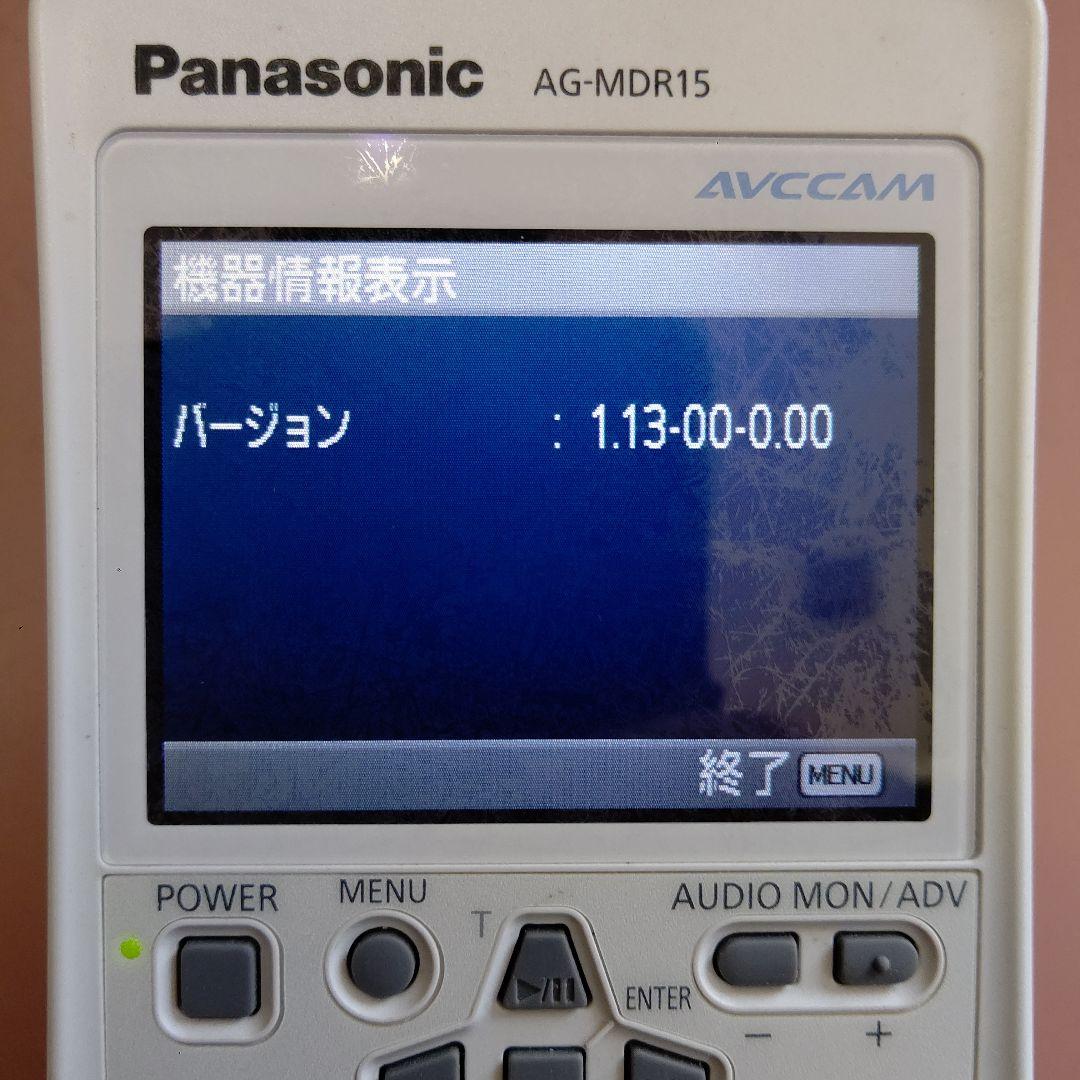 Panasonic AG-MDR15
AVCCAM
機器情報表示
バージョン : 1.13-00-0.00
終了 MENU
POWER MENU AUDIO MON/ADV
T
ENTER
▶/❚❚
− +